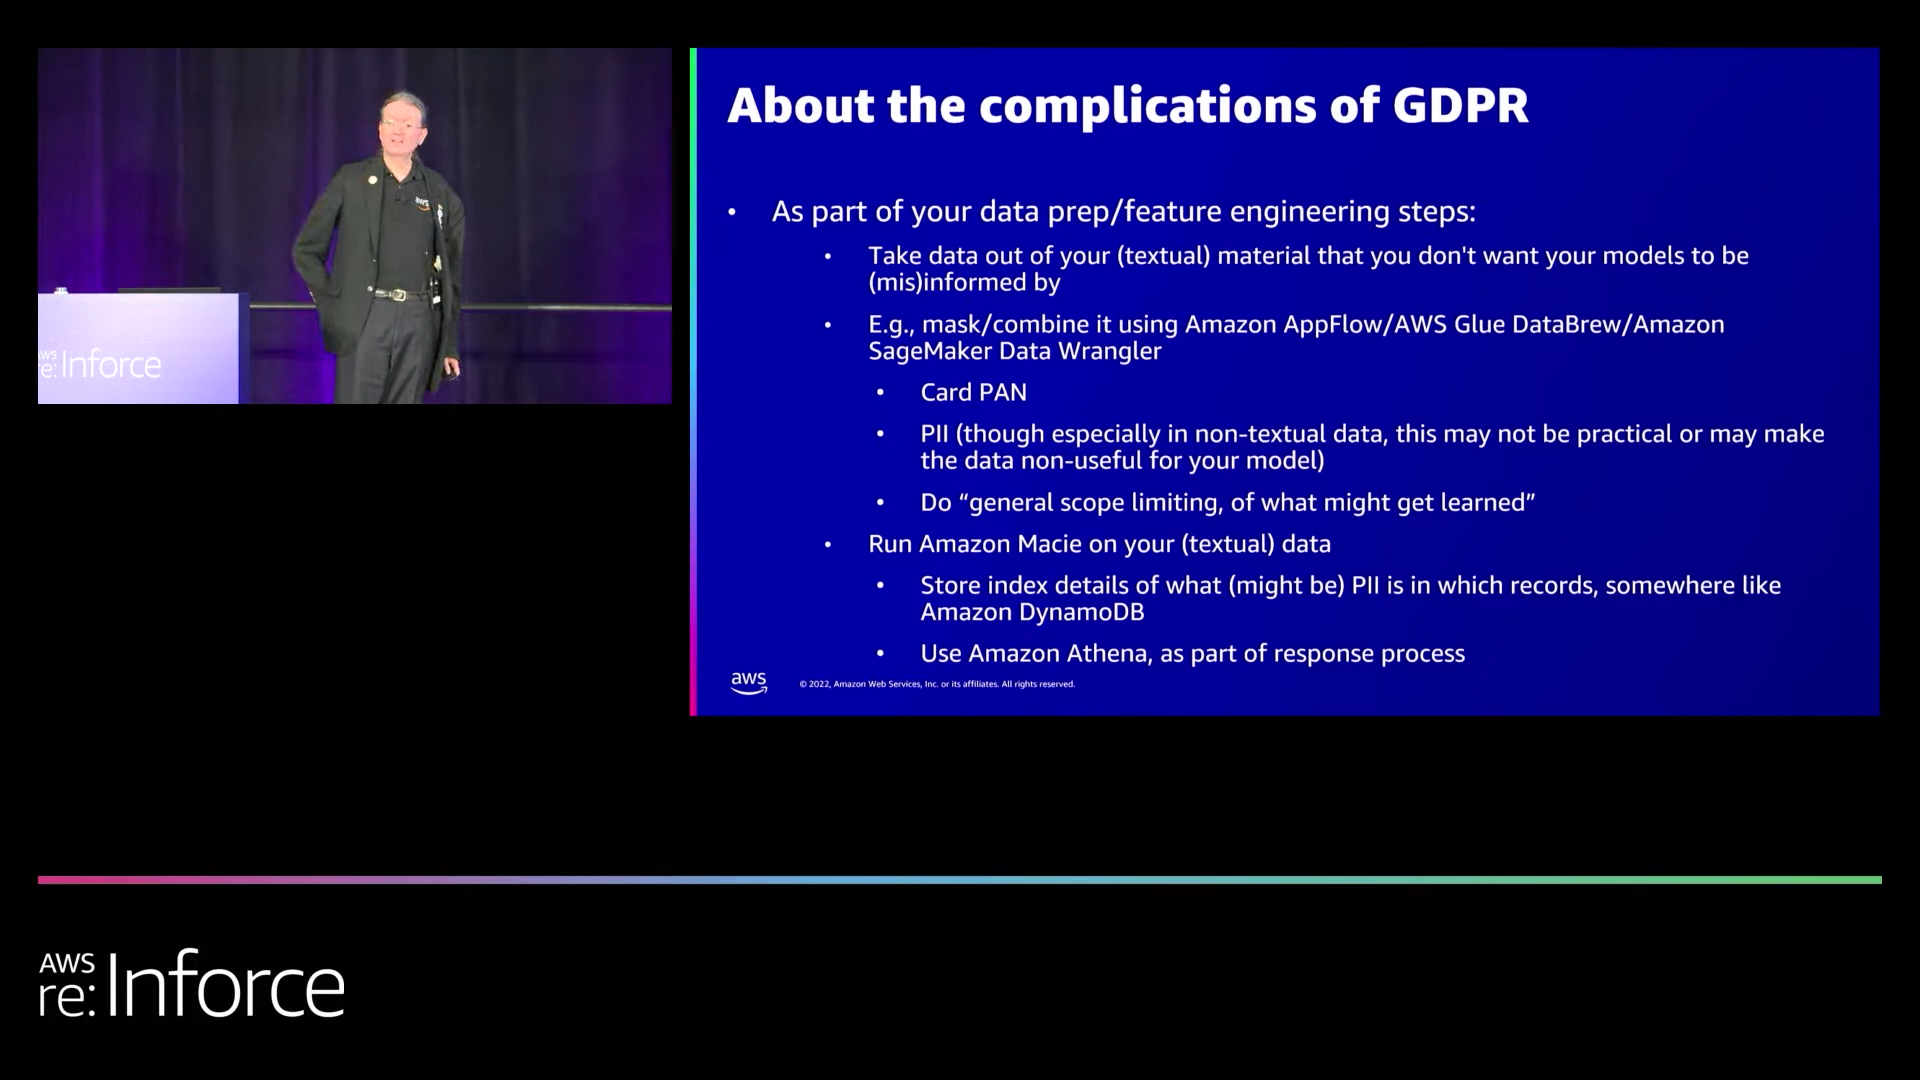 aws
AWS
re: Inforce
About the complications of GDPR
• As part of your data prep/feature engineering steps:
• Take data out of your (textual) material that you don't want your models to be
(mis)informed by
• E.g., mask/combine it using Amazon AppFlow/AWS Glue DataBrew/Amazon
SageMaker Data Wrangler
• Card PAN
• PII (though especially in non-textual data, this may not be practical or may make
the data non-useful for your model)
• Do “general scope limiting, of what might get learned”
• Run Amazon Macie on your (textual) data
• Store index details of what (might be) PII is in which records, somewhere like
Amazon DynamoDB
• Use Amazon Athena, as part of response process
aws
© 2022, Amazon Web Services, Inc. or its affiliates. All rights reserved.
AWS
re: Inforce